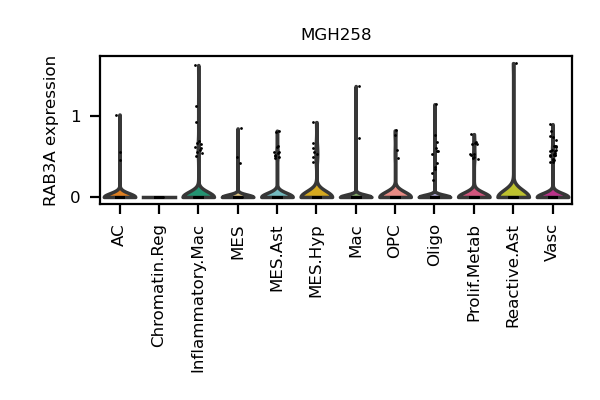 MGH258
RAB3A expression
1
0
AC
Chromatin.Reg
Inflammatory.Mac
MES
MES.Ast
MES.Hyp
Mac
OPC
Oligo
Prolif.Metab
Reactive.Ast
Vasc